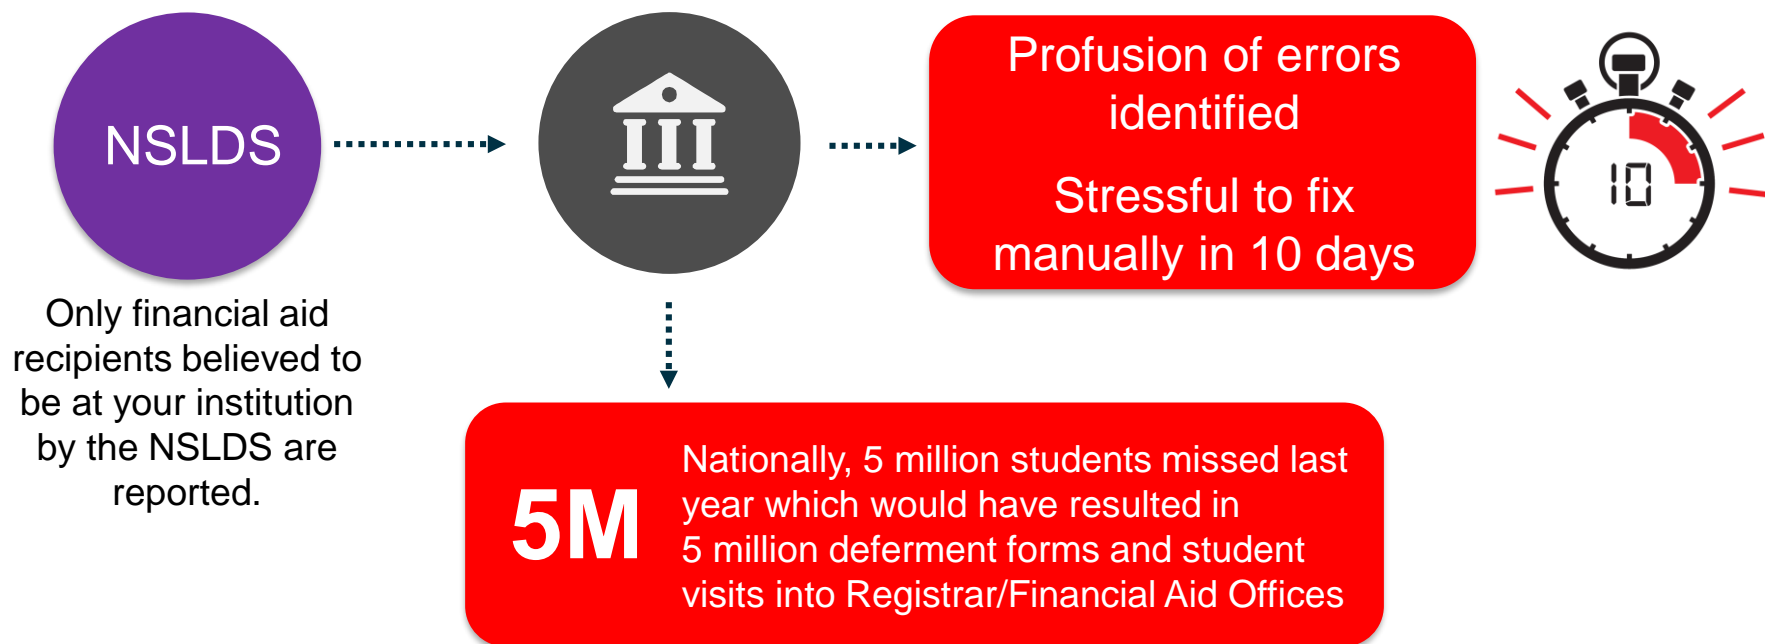 NSLDS
Only financial aid
recipients believed to
be at your institution
by the NSLDS are
reported.
Profusion of errors
identified
Stressful to fix
manually in 10 days
10
5M
Nationally, 5 million students missed last
year which would have resulted in
5 million deferment forms and student
visits into Registrar/Financial Aid Offices